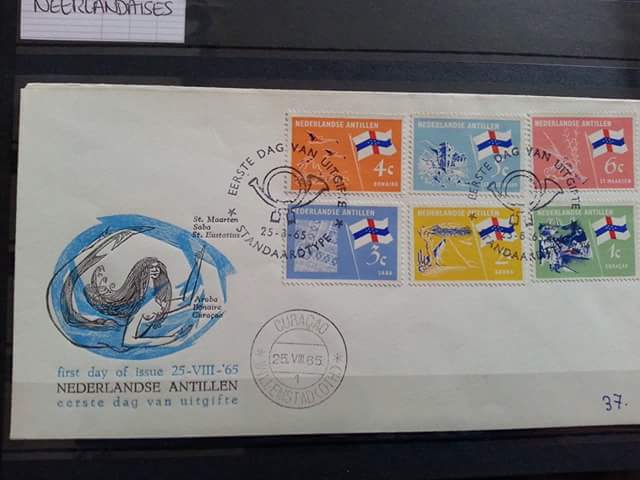 NEERLANDAISES
NEDERLANDSE ANTILLEN
4c
BONAIRE
NEDERLANDSE ANTILLEN
NEDERLANDSE ANTILLEN
6c
ST. MAARTEN
EERSTE DAG VAN UITGIFTE
25-8-65
* STANDAARDTYPE *
EERSTE DAG VAN UITGIFTE
NEDERLANDSE ANTILLEN
3c
SABA
NEDERLANDSE ANTILLEN
ARUBA
NEDERLANDSE ANTILLEN
1c
CURAÇAO
St. Maarten
Saba
St. Eustatius
Aruba
Bonaire
Curaçao
first day of issue 25-VIII-'65
NEDERLANDSE ANTILLEN
eerste dag van uitgifte
CURAÇAO
25.VIII.65
1
37.